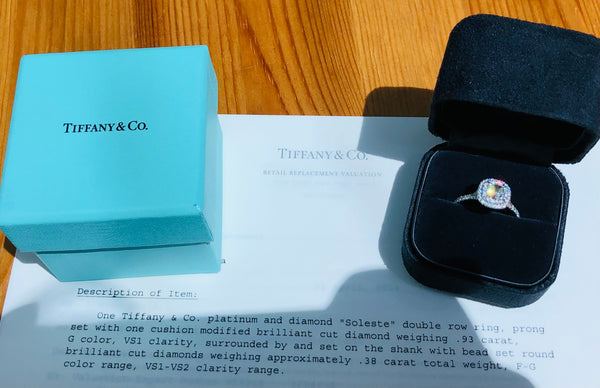 TIFFANY & CO.
TIFFANY & CO.
RETAIL REPLACEMENT VALUATION
Description of Item:
One Tiffany & Co. platinum and diamond "Soleste" double row ring, prong
set with one cushion modified brilliant cut diamond weighing .93 carat,
G color, VS1 clarity, surrounded by and set on the shank with bead set round
brilliant cut diamonds weighing approximately .38 carat total weight, F-G
color range, VS1-VS2 clarity range.